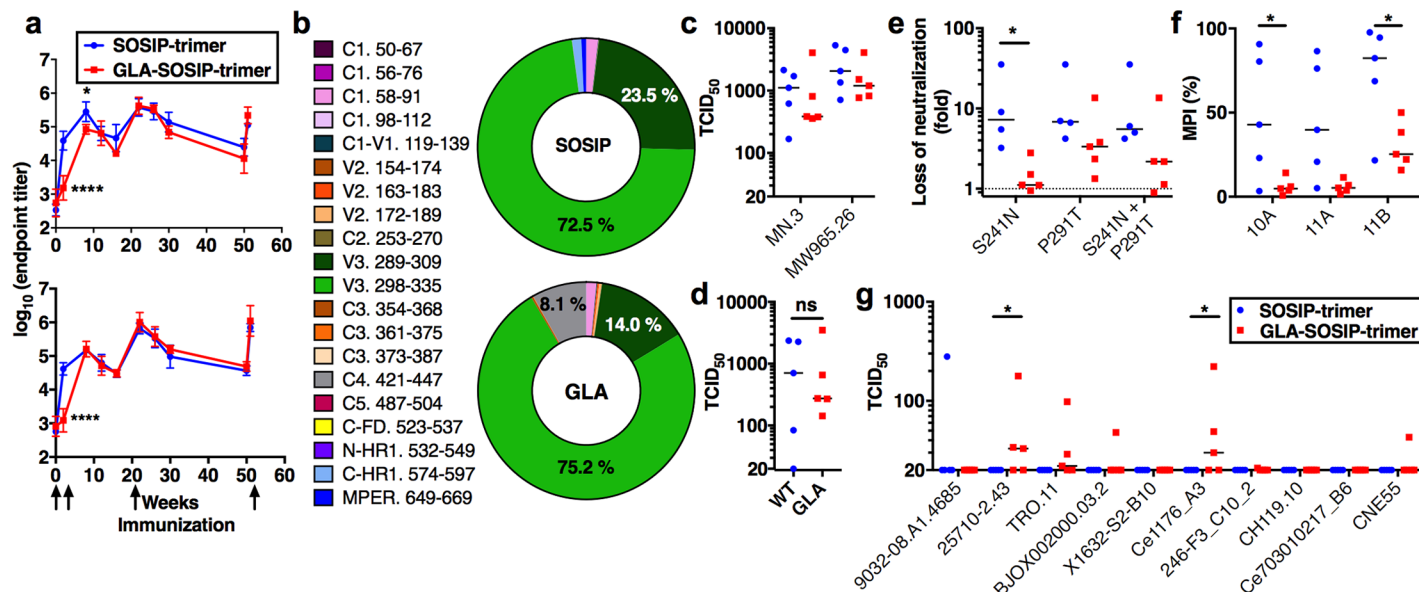 a
SOSIP-trimer
GLA-SOSIP-trimer
log10 (endpoint titer)
7
6
5
4
3
2
*
****
0 10 20 30 40 50 60
7
6
5
4
3
2
****
0 10 20 30 40 50 60
Weeks
Immunization
b
C1. 50-67
C1. 56-76
C1. 58-91
C1. 98-112
C1-V1. 119-139
V2. 154-174
V2. 163-183
V2. 172-189
C2. 253-270
V3. 289-309
V3. 298-335
C3. 354-368
C3. 361-375
C3. 373-387
C4. 421-447
C5. 487-504
C-FD. 523-537
N-HR1. 532-549
C-HR1. 574-597
MPER. 649-669
23.5 %
SOSIP
72.5 %
8.1 %
14.0 %
GLA
75.2 %
c
TCID50
10000
1000
100
20
MN.3
MW965.26
d
TCID50
10000
1000
100
20
ns
WT
GLA
e
Loss of neutralization
(fold)
100
10
1
*
S241N
P291T
S241N +
P291T
f
MPI (%)
100
50
0
*
*
10A
11A
11B
g
TCID50
1000
100
20
*
*
SOSIP-trimer
GLA-SOSIP-trimer
9032-08.A1.4685
25710-2.43
TRO.11
BJOX002000.03.2
X1632-S2-B10
Ce1176_A3
246-F3_C10_2
CH119.10
Ce703010217_B6
CNE55